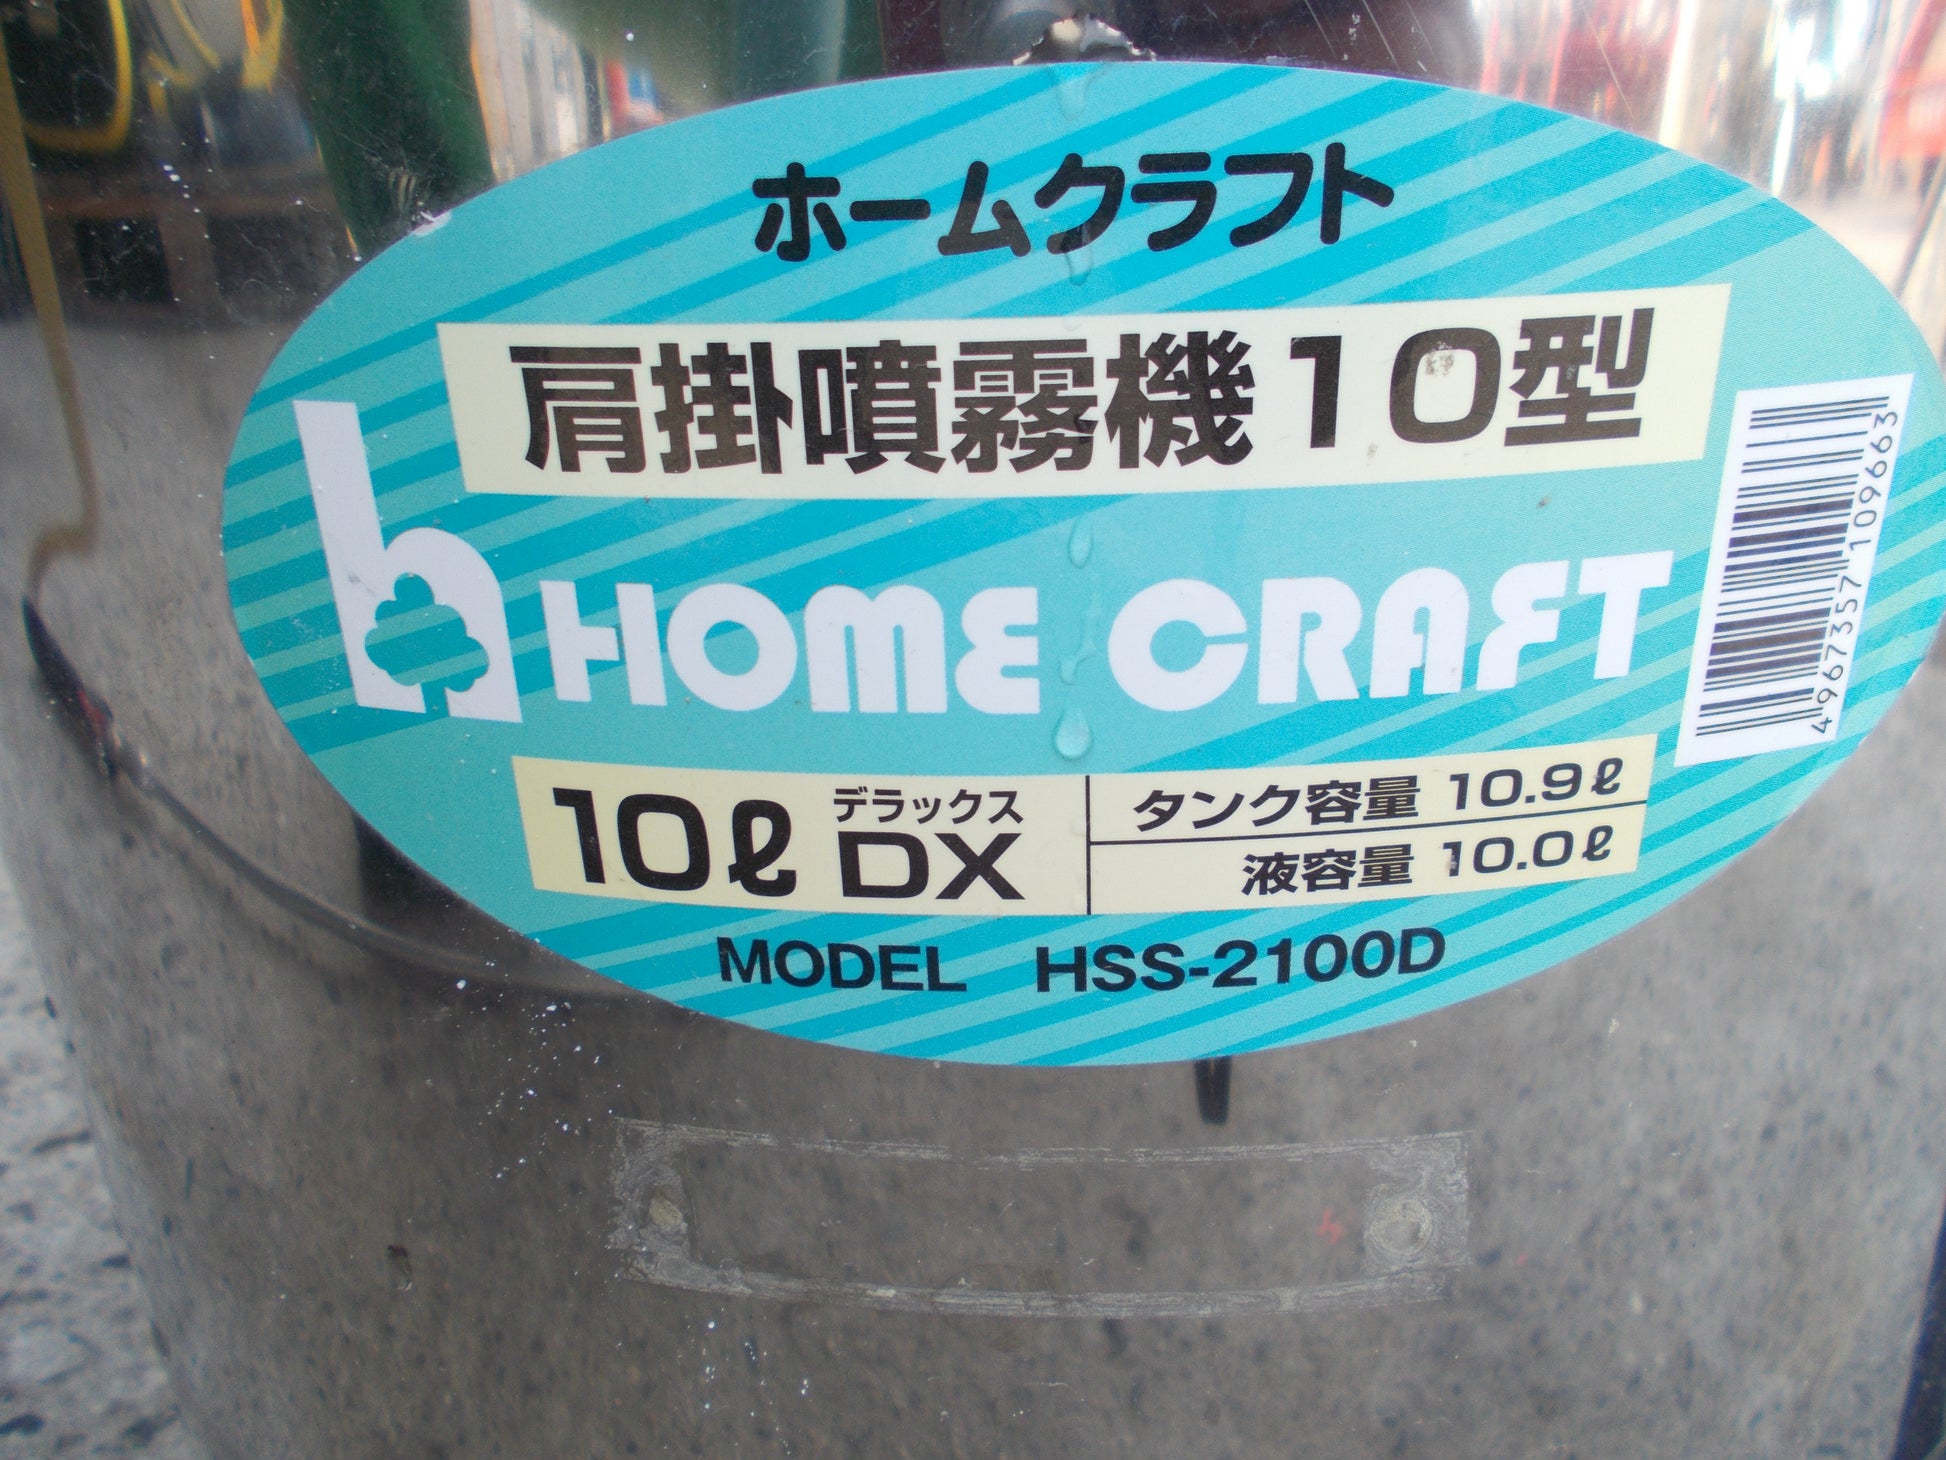 ホームクラフト
肩掛噴霧機10型
h HOME CRAFT
10ℓ デラックス DX
タンク容量 10.9ℓ
液容量 10.0ℓ
MODEL HSS-2100D
4967357109663